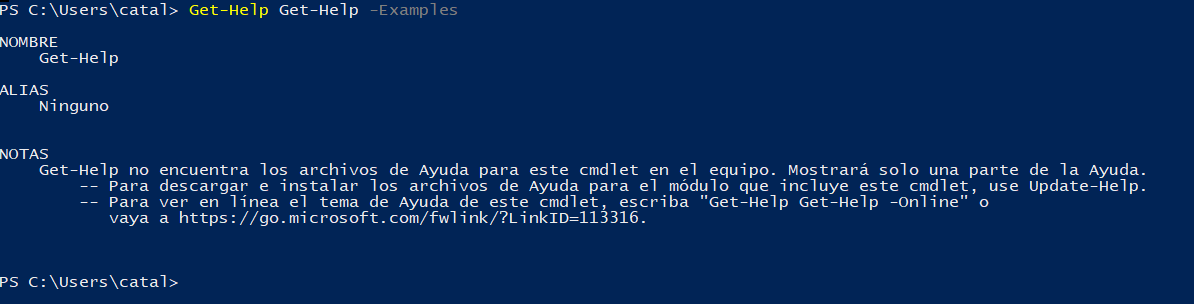 PS C:\Users\catal> Get-Help Get-Help -Examples
NOMBRE
Get-Help
ALIAS
Ninguno
NOTAS
Get-Help no encuentra los archivos de Ayuda para este cmdlet en el equipo. Mostrará solo una parte de la Ayuda.
-- Para descargar e instalar los archivos de Ayuda para el módulo que incluye este cmdlet, use Update-Help.
-- Para ver en línea el tema de Ayuda de este cmdlet, escriba "Get-Help Get-Help -Online" o
vaya a https://go.microsoft.com/fwlink/?LinkID=113316.
PS C:\Users\catal>